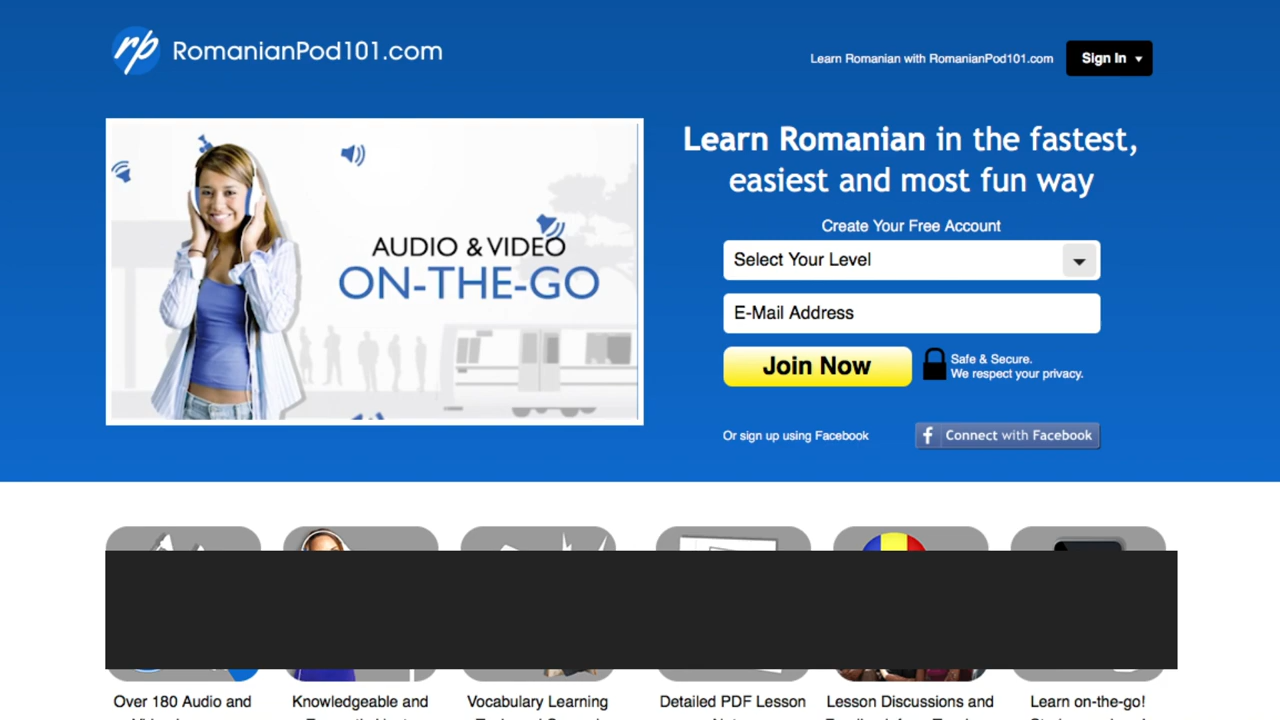 rp RomanianPod101.com
Learn Romanian with RomanianPod101.com
Sign In
AUDIO & VIDEO
ON-THE-GO
Learn Romanian in the fastest,
easiest and most fun way
Create Your Free Account
Select Your Level
E-Mail Address
Join Now
Safe & Secure.
We respect your privacy.
Or sign up using Facebook
f Connect with Facebook
Over 180 Audio and
Knowledgeable and
Vocabulary Learning
Detailed PDF Lesson
Lesson Discussions and
Learn on-the-go!